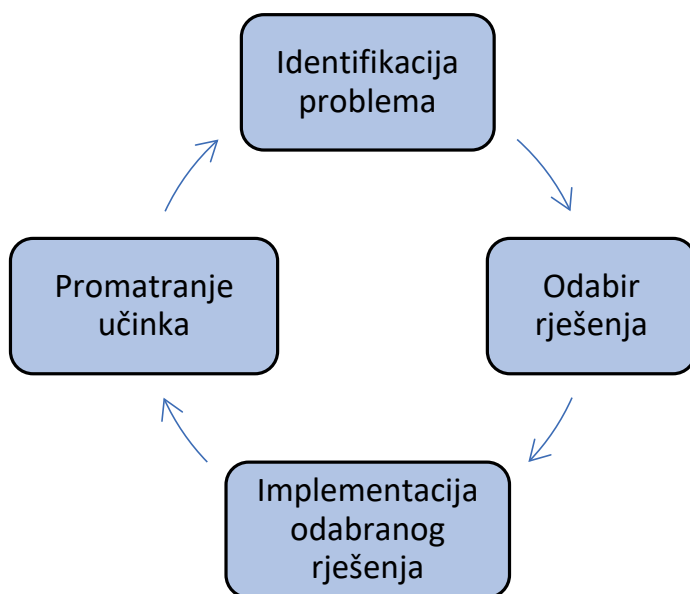 Identifikacija
problema
Odabir
rješenja
Implementacija
odabranog
rješenja
Promatranje
učinka